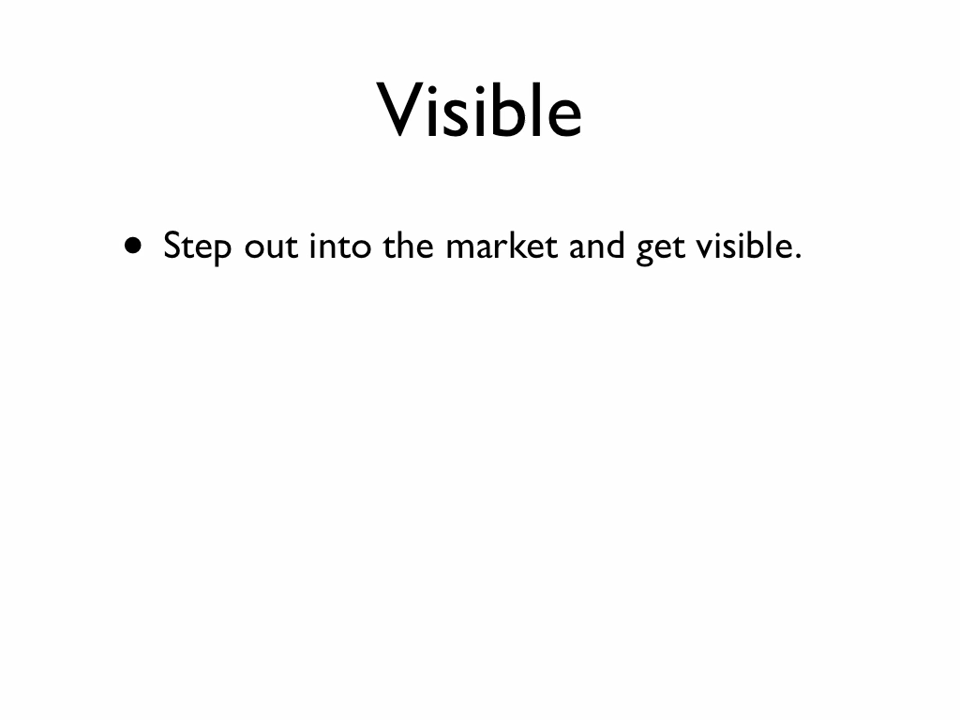 Visible
• Step out into the market and get visible.